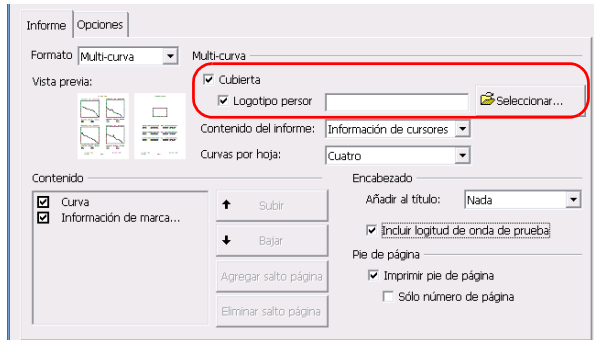 Informe Opciones
Formato Multi-curva
Multi-curva
Vista previa:
Cubierta
Logotipo persor
Seleccionar...
Contenido del informe: Información de cursores
Curvas por hoja: Cuatro
Contenido
Curva
Información de marca...
Subir
Bajar
Agregar salto página
Eliminar salto página
Encabezado
Añadir al título: Nada
Incluir logitud de onda de prueba
Pie de página
Imprimir pie de página
Sólo número de página